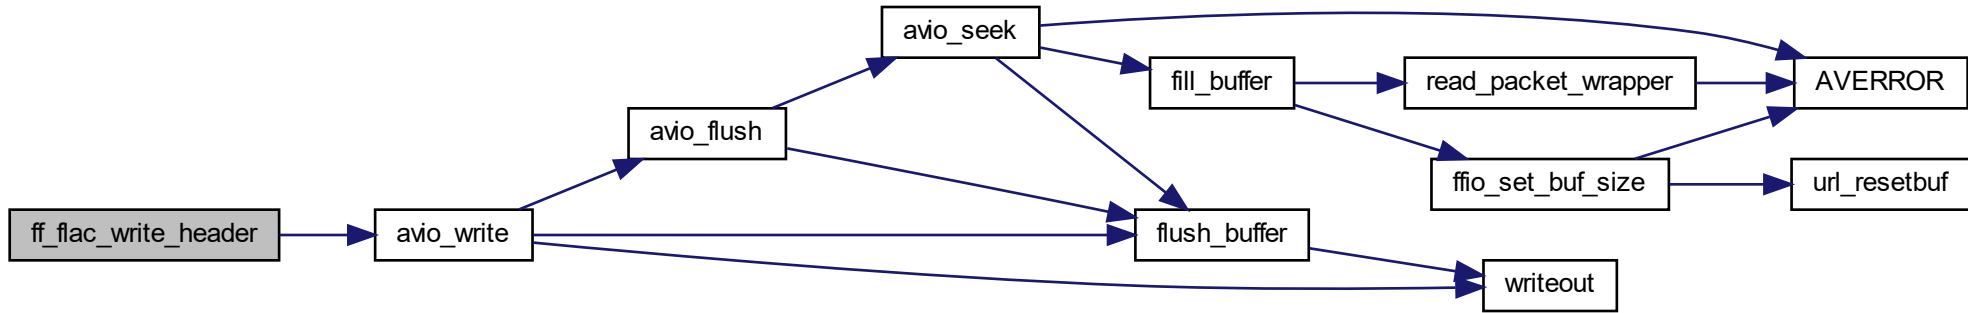 ff_flac_write_header
avio_write
avio_flush
avio_seek
fill_buffer
read_packet_wrapper
AVERROR
ffio_set_buf_size
url_resetbuf
flush_buffer
writeout